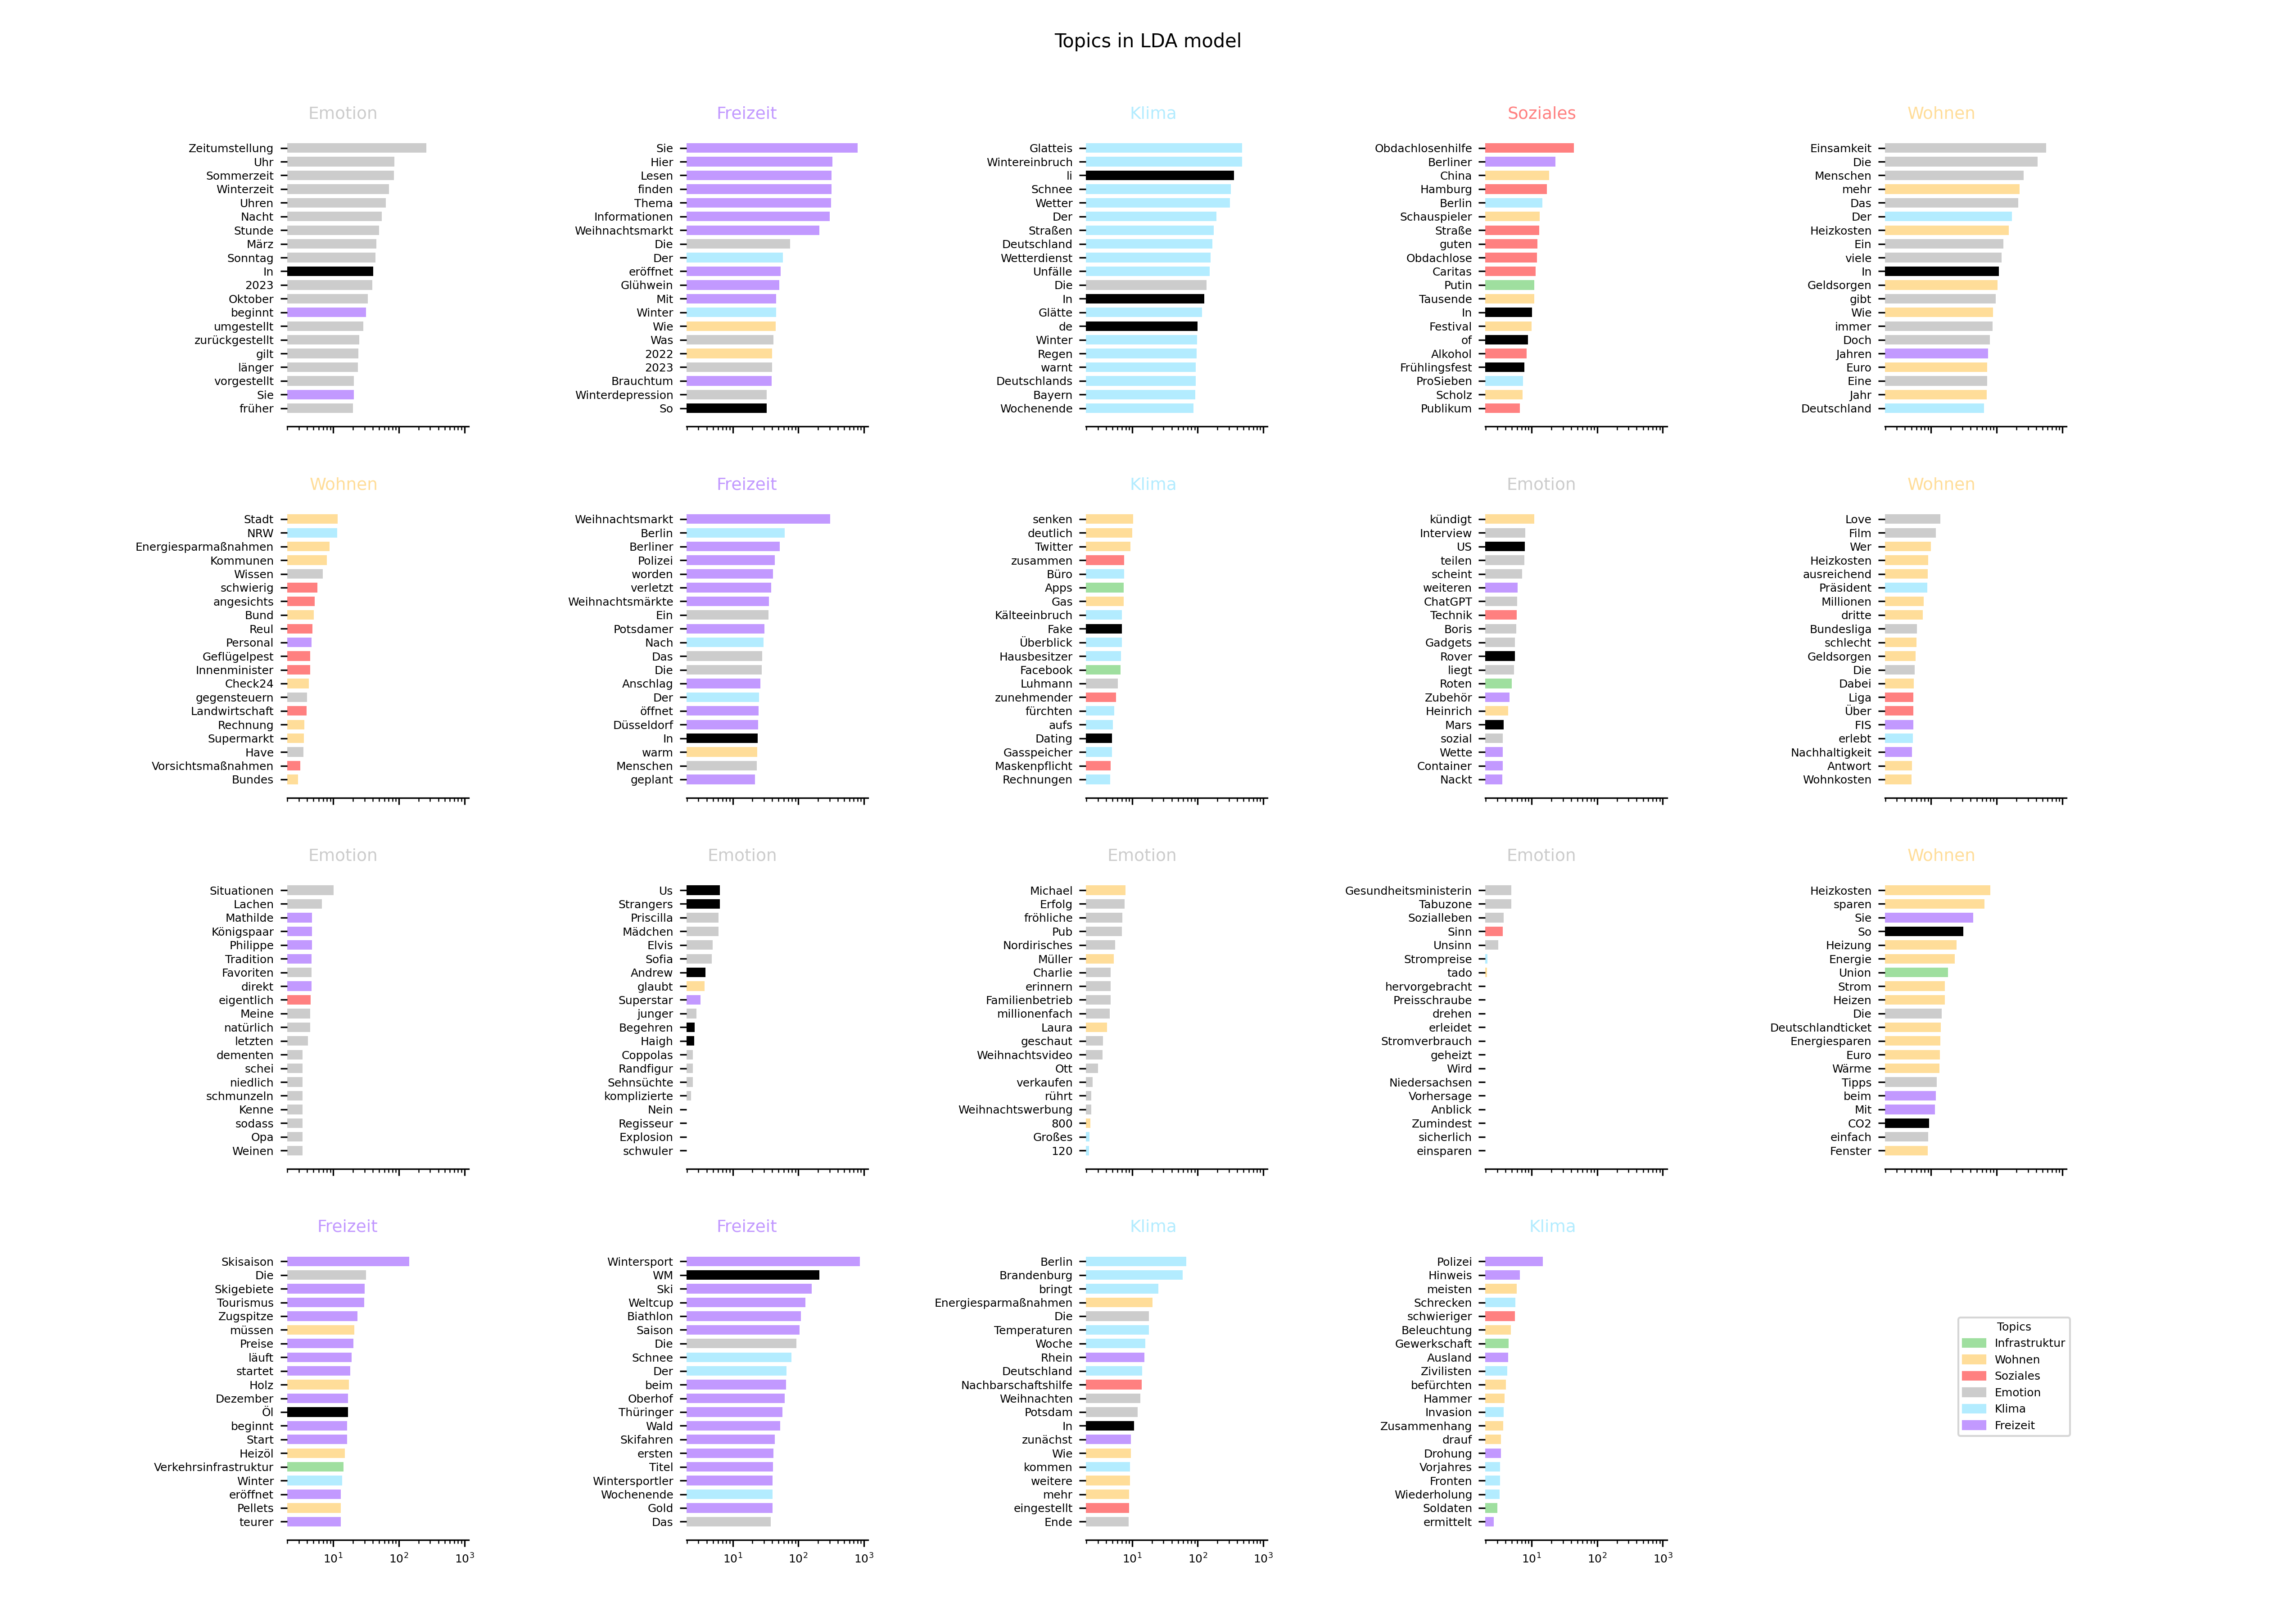 Topics in LDA model
Emotion
Zeitumstellung
Uhr
Sommerzeit
Winterzeit
Uhren
Nacht
Stunde
März
Sonntag
In
2023
Oktober
beginnt
umgestellt
zurückgestellt
gilt
länger
vorgestellt
Sie
früher
Freizeit
Sie
Hier
Lesen
finden
Thema
Informationen
Weihnachtsmarkt
Die
Der
eröffnet
Glühwein
Mit
Winter
Wie
Was
2022
2023
Brauchtum
Winterdepression
So
Klima
Glatteis
Wintereinbruch
li
Schnee
Wetter
Der
Straßen
Deutschland
Wetterdienst
Unfälle
Die
In
Glätte
de
Winter
Regen
warnt
Deutschlands
Bayern
Wochenende
Soziales
Obdachlosenhilfe
Berliner
China
Hamburg
Berlin
Schauspieler
Straße
guten
Obdachlose
Caritas
Putin
Tausende
In
Festival
of
Alkohol
Frühlingsfest
ProSieben
Scholz
Publikum
Wohnen
Einsamkeit
Die
Menschen
mehr
Das
Der
Heizkosten
Ein
viele
In
Geldsorgen
gibt
Wie
immer
Doch
Jahren
Euro
Eine
Jahr
Deutschland
Wohnen
Stadt
NRW
Energiesparmaßnahmen
Kommunen
Wissen
schwierig
angesichts
Bund
Reul
Personal
Geflügelpest
Innenminister
Check24
gegensteuern
Landwirtschaft
Rechnung
Supermarkt
Have
Vorsichtsmaßnahmen
Bundes
Freizeit
Weihnachtsmarkt
Berlin
Berliner
Polizei
worden
verletzt
Weihnachtsmärkte
Ein
Potsdamer
Nach
Das
Die
Anschlag
Der
öffnet
Düsseldorf
In
warm
Menschen
geplant
Klima
senken
deutlich
Twitter
zusammen
Büro
Apps
Gas
Kälteeinbruch
Fake
Überblick
Hausbesitzer
Facebook
Luhmann
zunehmender
fürchten
aufs
Dating
Gasspeicher
Maskenpflicht
Rechnungen
Emotion
kündigt
Interview
US
teilen
scheint
weiteren
ChatGPT
Technik
Boris
Gadgets
Rover
liegt
Roten
Zubehör
Heinrich
Mars
sozial
Wette
Container
Nackt
Wohnen
Love
Film
Wer
Heizkosten
ausreichend
Präsident
Millionen
dritte
Bundesliga
schlecht
Geldsorgen
Die
Dabei
Liga
Über
FIS
erlebt
Nachhaltigkeit
Antwort
Wohnkosten
Emotion
Situationen
Lachen
Mathilde
Königspaar
Philippe
Tradition
Favoriten
direkt
eigentlich
Meine
natürlich
letzten
dementen
schei
niedlich
schmunzeln
Kenne
sodass
Opa
Weinen
Emotion
Us
Strangers
Priscilla
Mädchen
Elvis
Sofia
Andrew
glaubt
Superstar
junger
Begehren
Haigh
Coppolas
Randfigur
Sehnsüchte
komplizierte
Nein
Regisseur
Explosion
schwuler
Emotion
Michael
Erfolg
fröhliche
Pub
Nordirisches
Müller
Charlie
erinnern
Familienbetrieb
millionenfach
Laura
geschaut
Weihnachtsvideo
Ott
verkaufen
rührt
Weihnachtswerbung
800
Großes
120
Emotion
Gesundheitsministerin
Tabuzone
Sozialleben
Sinn
Unsinn
Strompreise
tado
hervorgebracht
Preisschraube
drehen
erleidet
Stromverbrauch
geheizt
Wird
Niedersachsen
Vorhersage
Anblick
Zumindest
sicherlich
einsparen
Wohnen
Heizkosten
sparen
Sie
So
Heizung
Energie
Union
Strom
Heizen
Die
Deutschlandticket
Energiesparen
Euro
Wärme
Tipps
beim
Mit
CO2
einfach
Fenster
Freizeit
Skisaison
Die
Skigebiete
Tourismus
Zugspitze
müssen
Preise
läuft
startet
Holz
Dezember
Öl
beginnt
Start
Heizöl
Verkehrsinfrastruktur
Winter
eröffnet
Pellets
teurer
10¹ 10² 10³
Freizeit
Wintersport
WM
Ski
Weltcup
Biathlon
Saison
Die
Schnee
Der
beim
Oberhof
Thüringer
Wald
Skifahren
ersten
Titel
Wintersportler
Wochenende
Gold
Das
10¹ 10² 10³
Klima
Berlin
Brandenburg
bringt
Energiesparmaßnahmen
Die
Temperaturen
Woche
Rhein
Deutschland
Nachbarschaftshilfe
Weihnachten
Potsdam
In
zunächst
Wie
kommen
weitere
mehr
eingestellt
Ende
10¹ 10² 10³
Klima
Polizei
Hinweis
meisten
Schrecken
schwieriger
Beleuchtung
Gewerkschaft
Ausland
Zivilisten
befürchten
Hammer
Invasion
Zusammenhang
drauf
Drohung
Vorjahres
Fronten
Wiederholung
Soldaten
ermittelt
10¹ 10² 10³
Topics
Infrastruktur
Wohnen
Soziales
Emotion
Klima
Freizeit